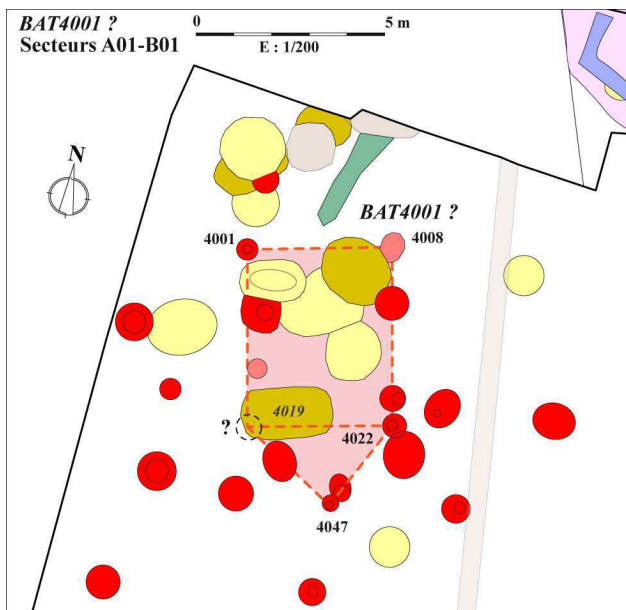 BAT4001 ?
Secteurs A01-B01
0 5 m
E : 1/200
N
BAT4001 ?
4001
4008
4019
?
4022
4047